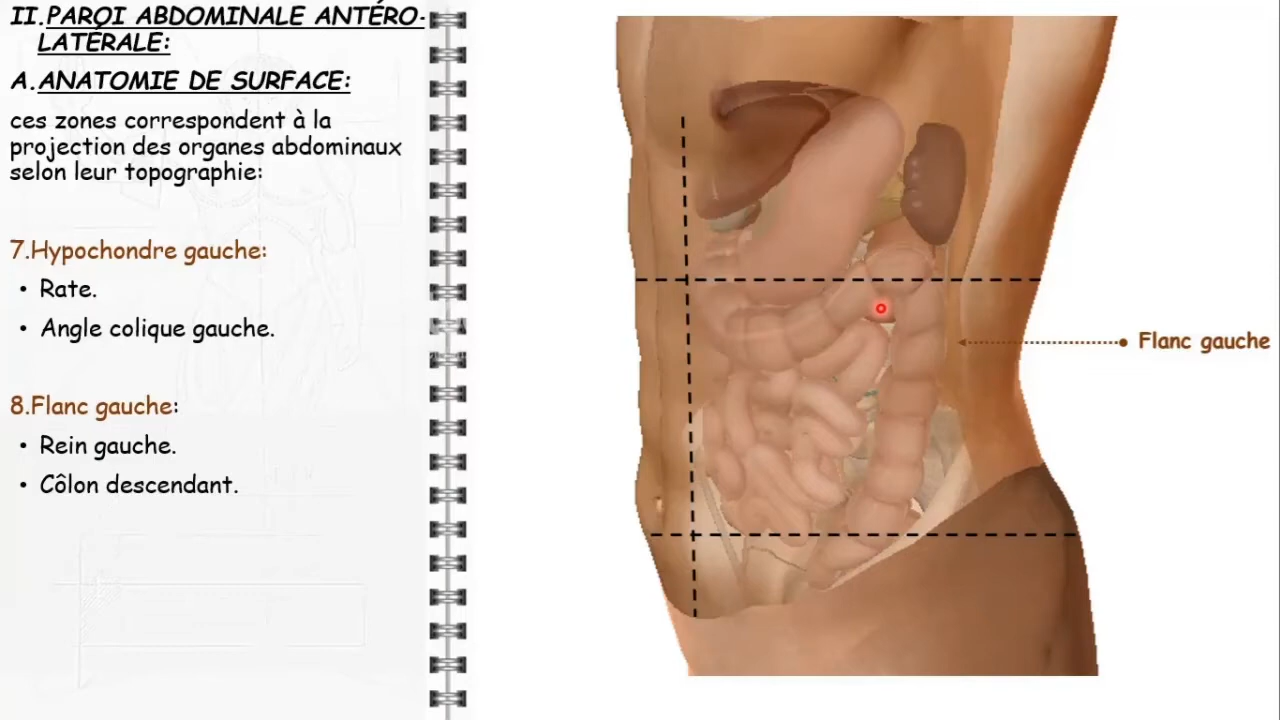 II.PAROI ABDOMINALE ANTÉRO-
LATÉRALE:
A.ANATOMIE DE SURFACE:
ces zones correspondent à la
projection des organes abdominaux
selon leur topographie:
7.Hypochondre gauche:
• Rate.
• Angle colique gauche.
8.Flanc gauche:
• Rein gauche.
• Côlon descendant.
Flanc gauche